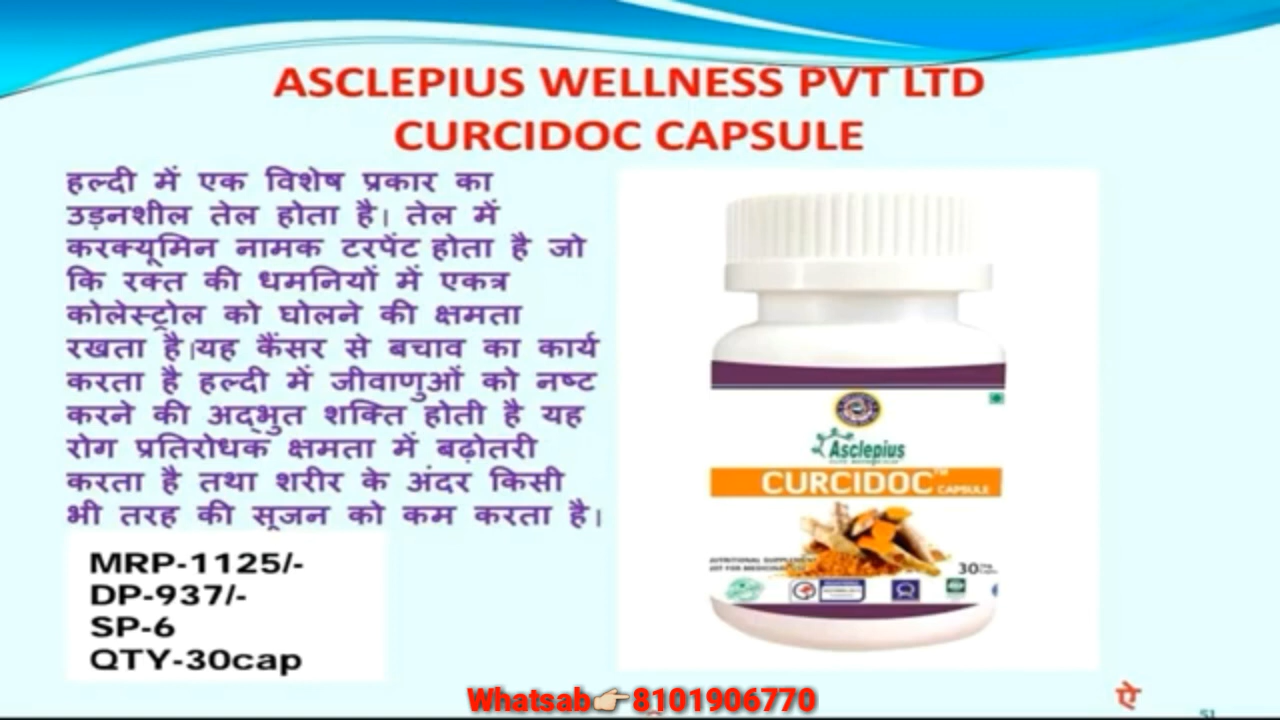 ASCLEPIUS WELLNESS PVT LTD
CURCIDOC CAPSULE
हल्दी में एक विशेष प्रकार का
उड़नशील तेल होता है। तेल में
करक्यूमिन नामक टरपेंट होता है जो
कि रक्त की धमनियों में एकत्र
कोलेस्ट्रोल को घोलने की क्षमता
रखता है।यह कैंसर से बचाव का कार्य
करता है हल्दी में जीवाणुओं को नष्ट
करने की अद्भुत शक्ति होती है यह
रोग प्रतिरोधक क्षमता में बढ़ोतरी
करता है तथा शरीर के अंदर किसी
भी तरह की सूजन को कम करता है।
MRP-1125/-
DP-937/-
SP-6
QTY-30cap
Asclepius
CURCIDOC™ CAPSULE
30
Whatsab👉🏼8101906770
ऐ
51